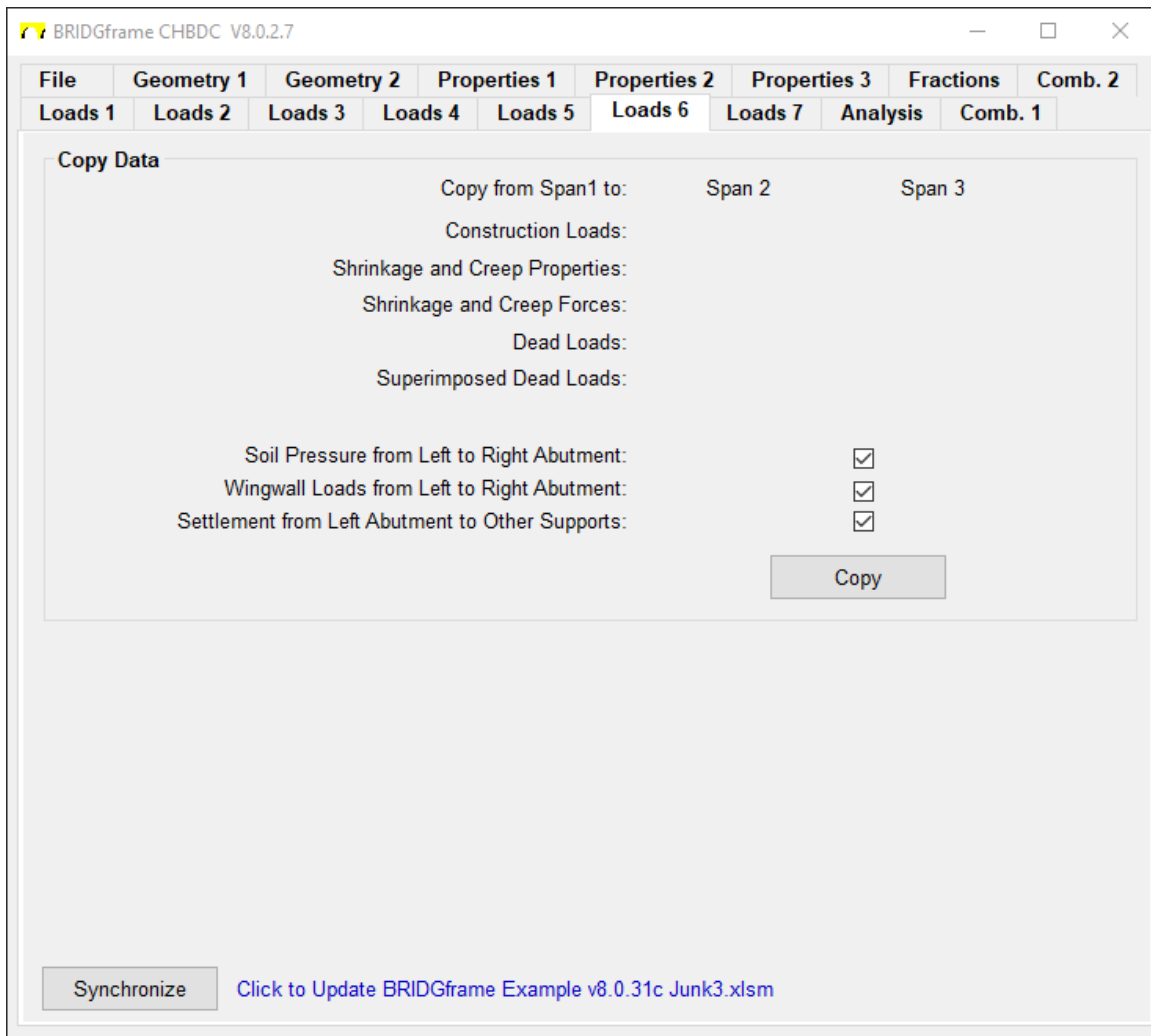 BRIDGframe CHBDC V8.0.2.7
File Geometry 1 Geometry 2 Properties 1 Properties 2 Properties 3 Fractions Comb. 2
Loads 1 Loads 2 Loads 3 Loads 4 Loads 5 Loads 6 Loads 7 Analysis Comb. 1
Copy Data
Copy from Span1 to: Span 2 Span 3
Construction Loads:
Shrinkage and Creep Properties:
Shrinkage and Creep Forces:
Dead Loads:
Superimposed Dead Loads:
Soil Pressure from Left to Right Abutment:
Wingwall Loads from Left to Right Abutment:
Settlement from Left Abutment to Other Supports:
Copy
Synchronize Click to Update BRIDGframe Example v8.0.31c Junk3.xlsm